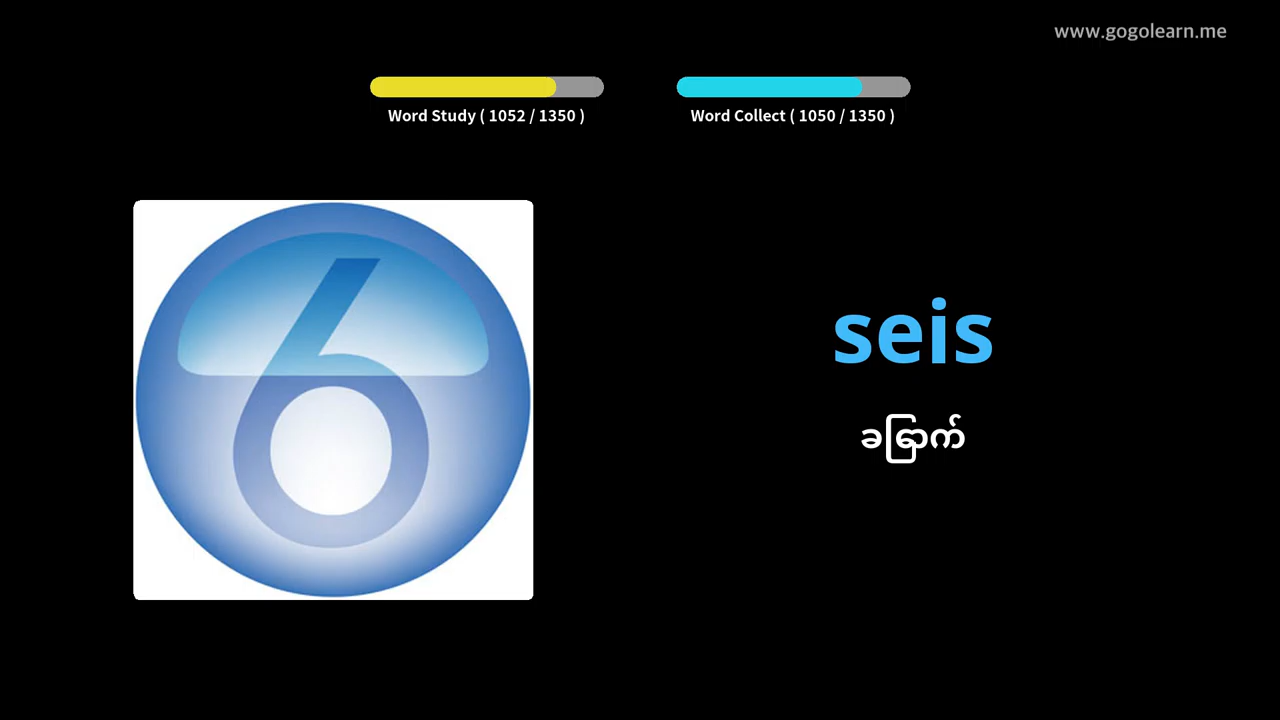 www.gogolearn.me
Word Study ( 1052 / 1350 )
Word Collect ( 1050 / 1350 )
6
seis
ခြောက်